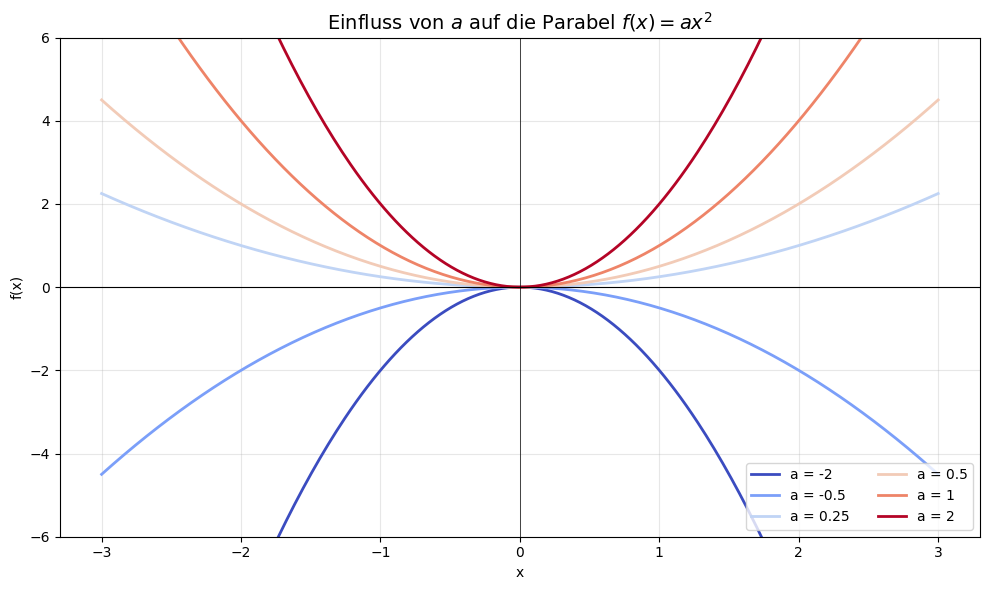 Einfluss von a auf die Parabel f(x) = ax²
f(x)
6
4
2
0
−2
−4
−6
a = -2
a = -0.5
a = 0.25
a = 0.5
a = 1
a = 2
−3 −2 −1 0 1 2 3
x